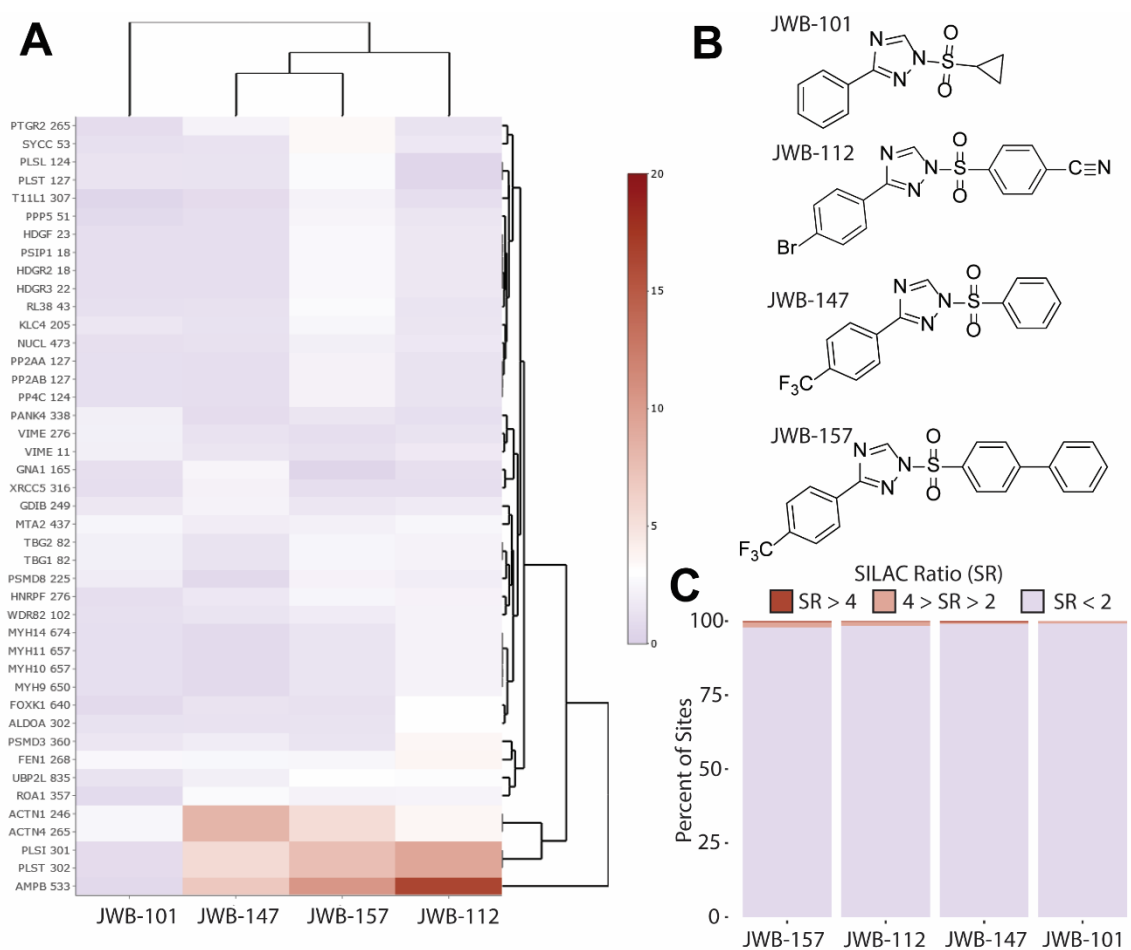 A
PTGR2 265
SYCC 53
PLSL 124
PLST 127
T11L1 307
PPP5 51
HDGF 23
PSIP1 18
HDGR2 18
HDGR3 22
RL38 43
KLC4 205
NUCL 473
PP2AA 127
PP2AB 127
PP4C 124
PANK4 338
VIME 276
VIME 11
GNA1 165
XRCC5 316
GDIB 249
MTA2 437
TBG2 82
TBG1 82
PSMD8 225
HNRPF 276
WDR82 102
MYH14 674
MYH11 657
MYH10 657
MYH9 650
FOXK1 640
ALDOA 302
PSMD3 360
FEN1 268
UBP2L 835
ROA1 357
ACTN1 246
ACTN4 265
PLSI 301
PLST 302
AMPB 533
JWB-101 JWB-147 JWB-157 JWB-112
20
15
10
5
0
B
JWB-101
N
N
N
O
S
O
JWB-112
N
N
N
O
S
O
C≡N
Br
JWB-147
N
N
N
O
S
O
F3C
JWB-157
N
N
N
O
S
O
F3C
C
SILAC Ratio (SR)
SR > 4 4 > SR > 2 SR < 2
Percent of Sites
100
75
50
25
0
JWB-157 JWB-112 JWB-147 JWB-101